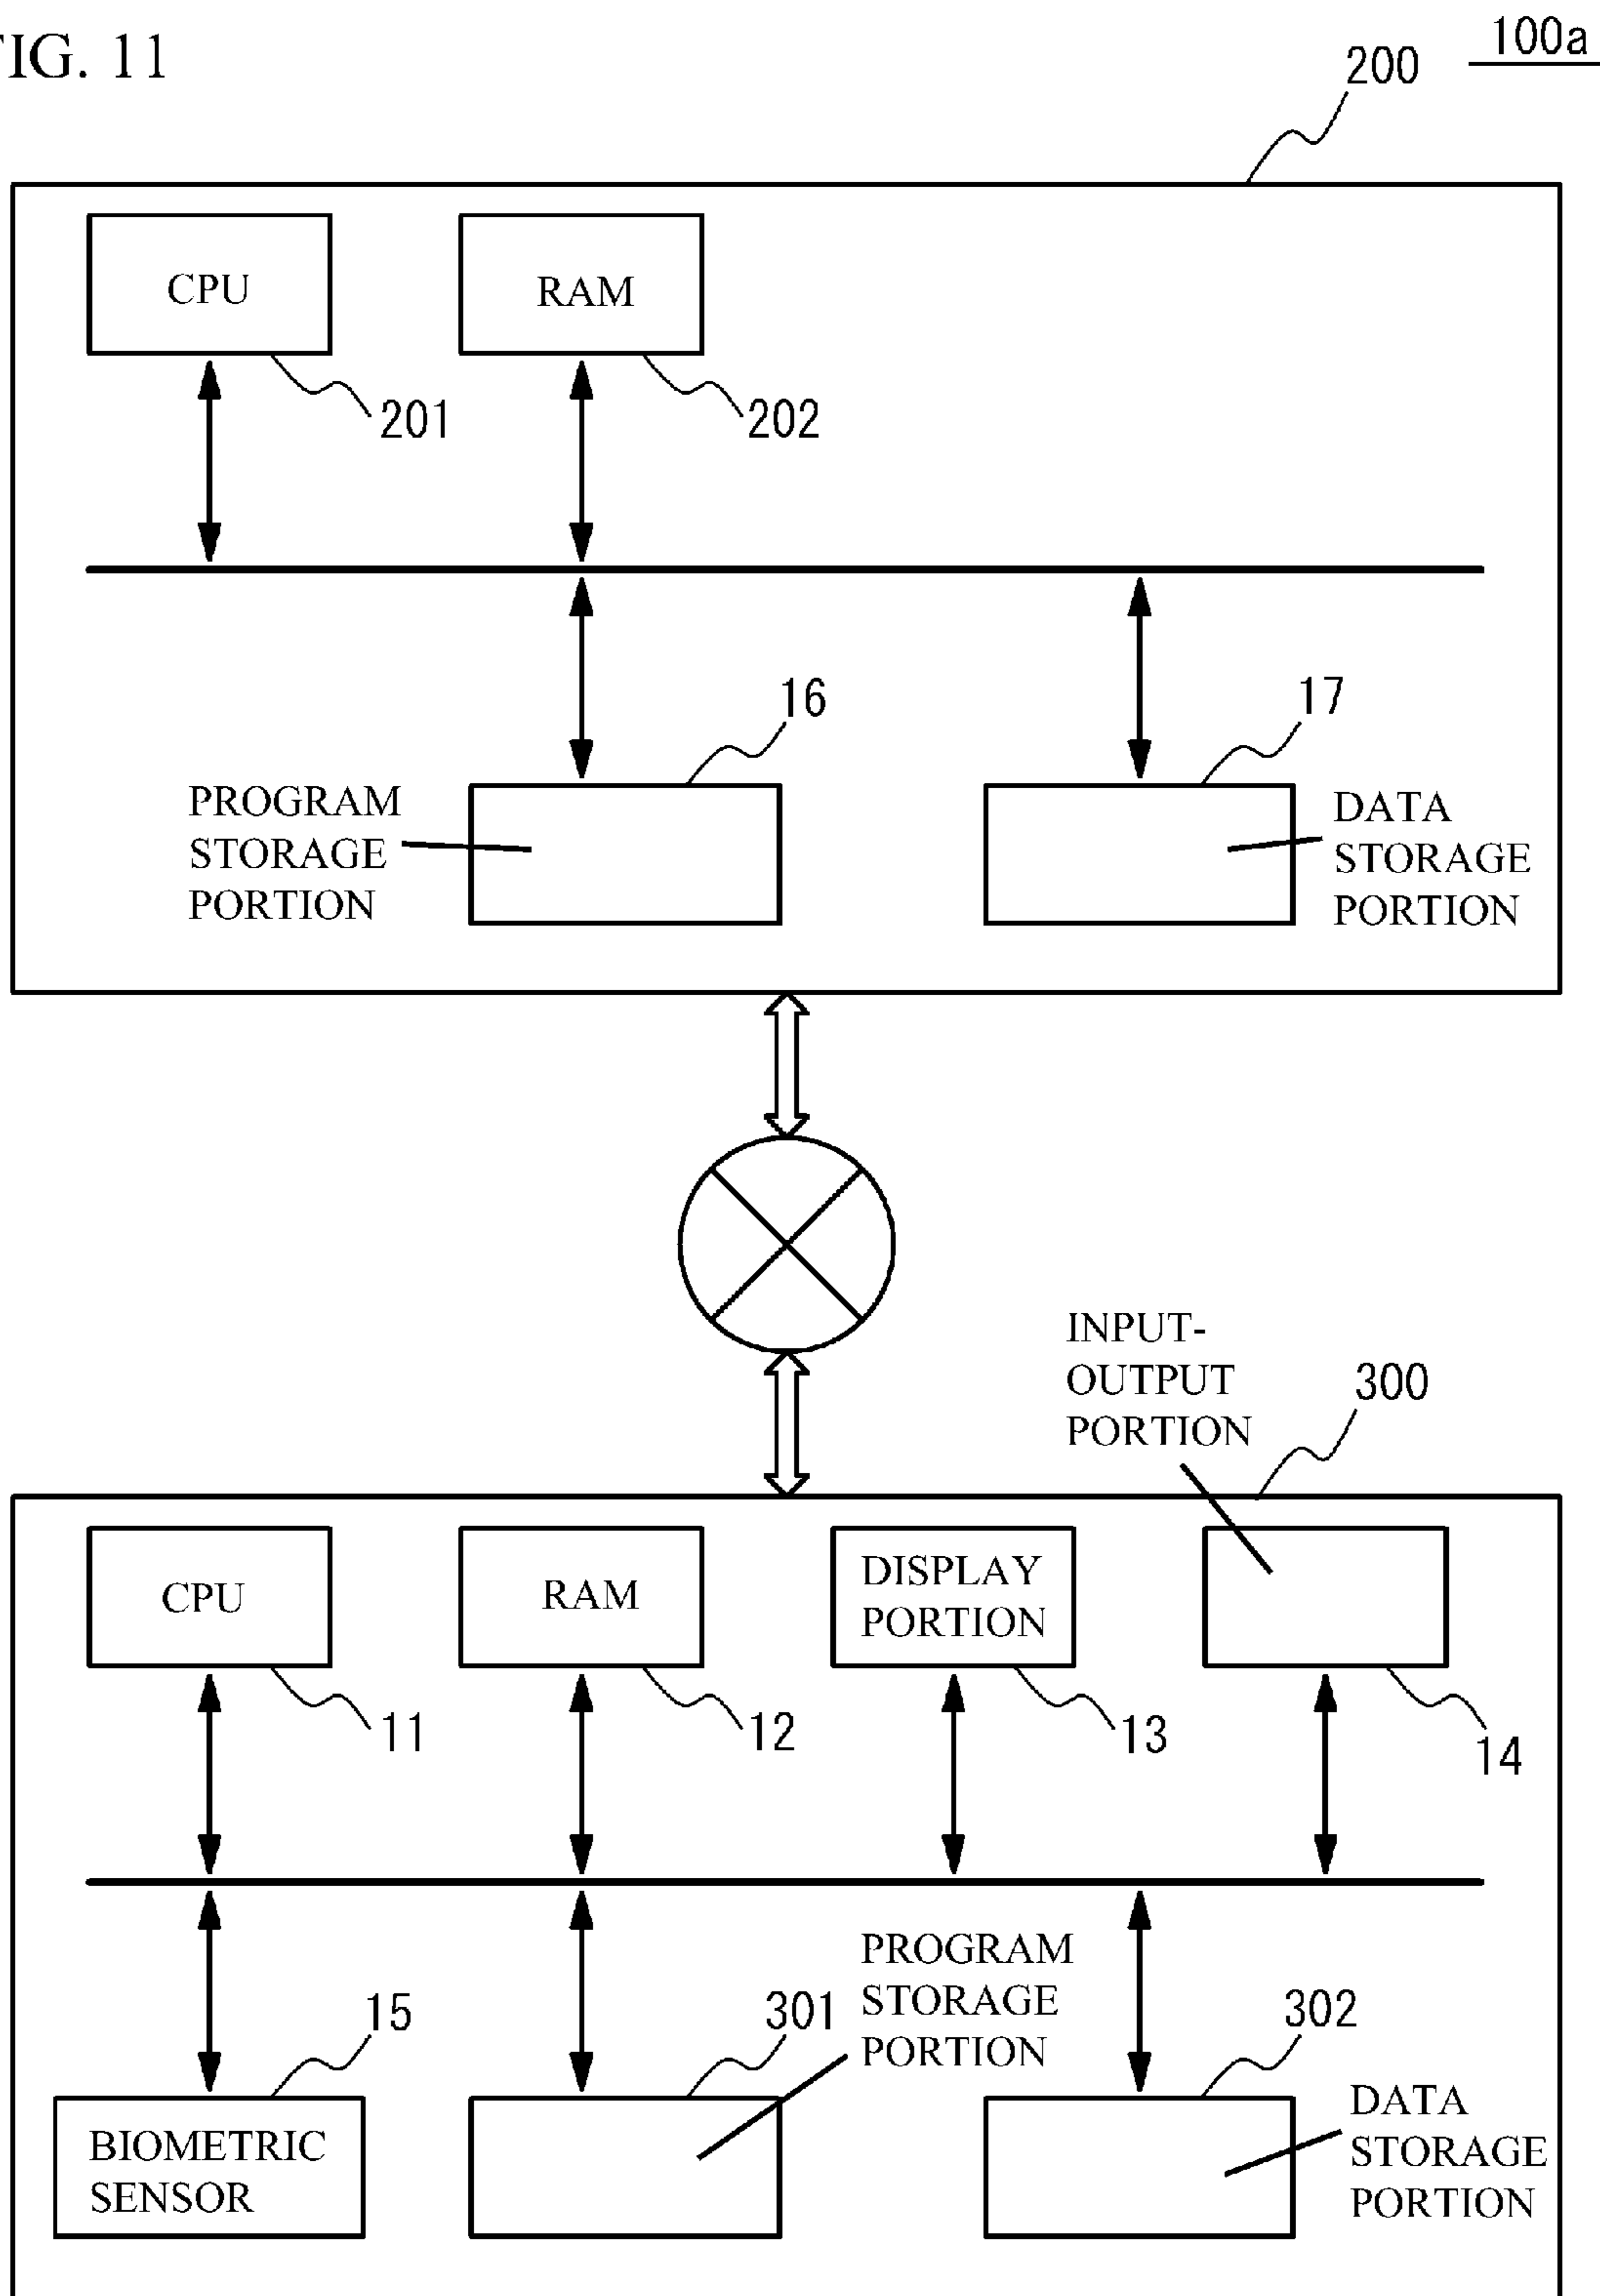 FIG. 11
100a
200
CPU
RAM
201
202
16
17
PROGRAM
STORAGE
PORTION
DATA
STORAGE
PORTION
INPUT-
OUTPUT
PORTION
300
CPU
RAM
DISPLAY
PORTION
11
12
13
14
PROGRAM
STORAGE
PORTION
15
301
302
BIOMETRIC
SENSOR
DATA
STORAGE
PORTION